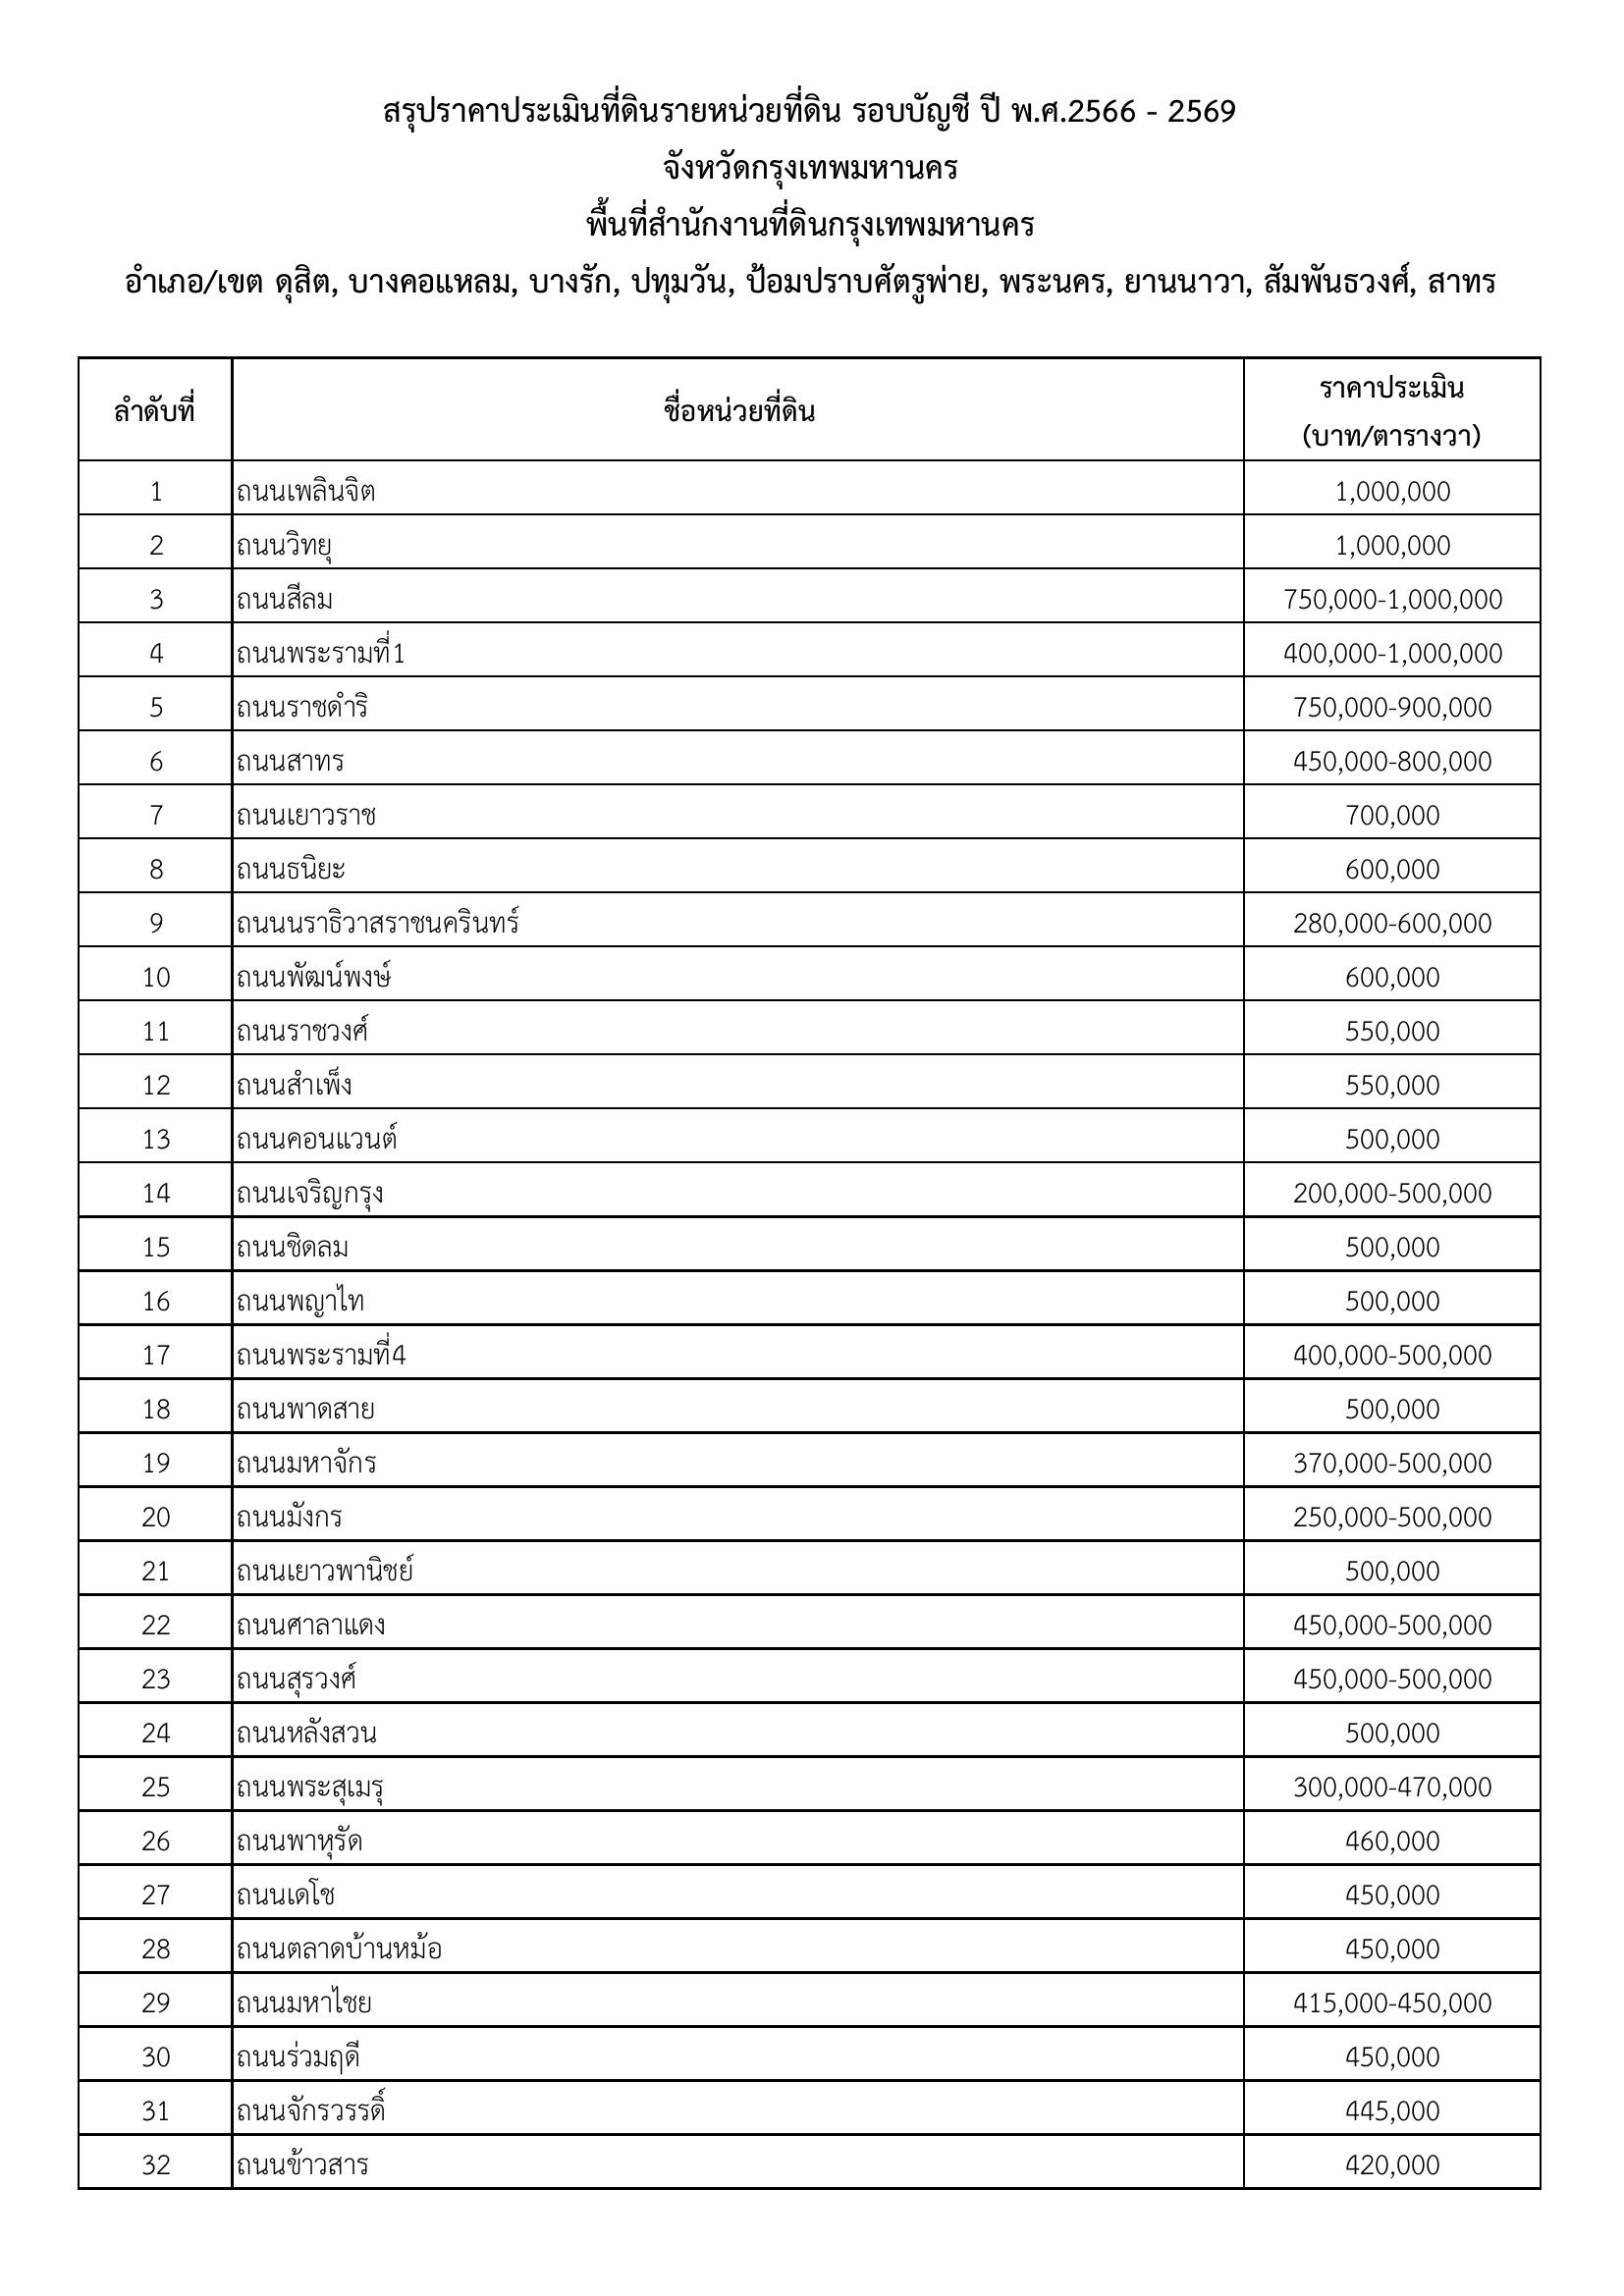 สรุปราคาประเมินที่ดินรายหน่วยที่ดิน รอบบัญชี ปี พ.ศ.2566 - 2569
จังหวัดกรุงเทพมหานคร
พื้นที่สำนักงานที่ดินกรุงเทพมหานคร
อำเภอ/เขต ดุสิต, บางคอแหลม, บางรัก, ปทุมวัน, ป้อมปราบศัตรูพ่าย, พระนคร, ยานนาวา, สัมพันธวงศ์, สาทร
ลำดับที่ ชื่อหน่วยที่ดิน ราคาประเมิน
(บาท/ตารางวา)
1 ถนนเพลินจิต 1,000,000
2 ถนนวิทยุ 1,000,000
3 ถนนสีลม 750,000-1,000,000
4 ถนนพระรามที่1 400,000-1,000,000
5 ถนนราชดำริ 750,000-900,000
6 ถนนสาทร 450,000-800,000
7 ถนนเยาวราช 700,000
8 ถนนธนิยะ 600,000
9 ถนนนราธิวาสราชนครินทร์ 280,000-600,000
10 ถนนพัฒน์พงษ์ 600,000
11 ถนนราชวงศ์ 550,000
12 ถนนสำเพ็ง 550,000
13 ถนนคอนแวนต์ 500,000
14 ถนนเจริญกรุง 200,000-500,000
15 ถนนชิดลม 500,000
16 ถนนพญาไท 500,000
17 ถนนพระรามที่4 400,000-500,000
18 ถนนพาดสาย 500,000
19 ถนนมหาจักร 370,000-500,000
20 ถนนมังกร 250,000-500,000
21 ถนนเยาวพานิชย์ 500,000
22 ถนนศาลาแดง 450,000-500,000
23 ถนนสุรวงศ์ 450,000-500,000
24 ถนนหลังสวน 500,000
25 ถนนพระสุเมรุ 300,000-470,000
26 ถนนพาหุรัด 460,000
27 ถนนเดโช 450,000
28 ถนนตลาดบ้านหม้อ 450,000
29 ถนนมหาไชย 415,000-450,000
30 ถนนร่วมฤดี 450,000
31 ถนนจักรวรรดิ์ 445,000
32 ถนนข้าวสาร 420,000